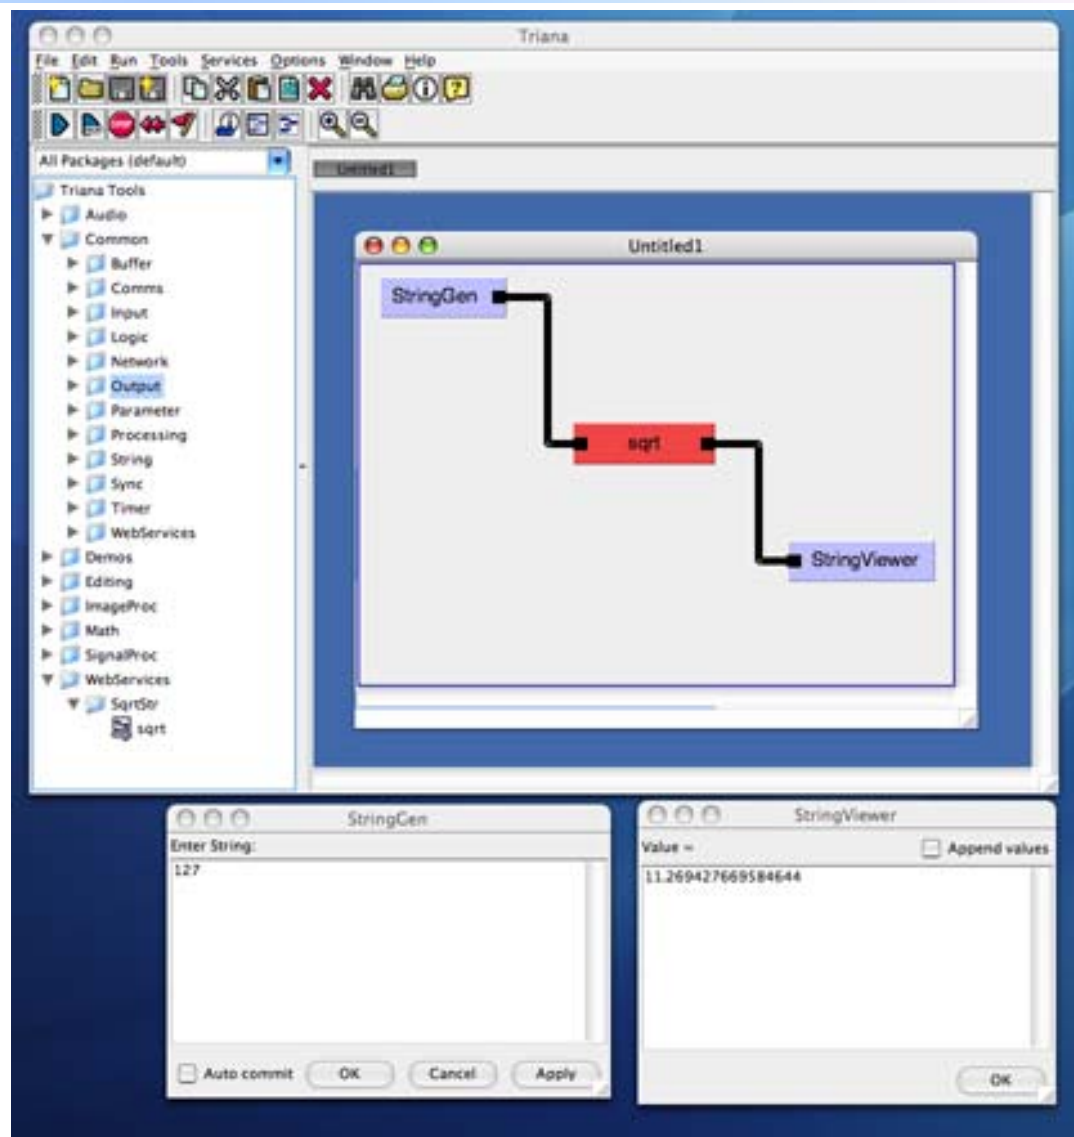 Triana
File Edit Run Tools Services Options Window Help
All Packages (default)
Untitled1
Triana Tools
Audio
Common
Buffer
Comms
Input
Logic
Network
Output
Parameter
Processing
String
Sync
Timer
WebServices
Demos
Editing
ImageProc
Math
SignalProc
WebServices
SqrtStr
sqrt
Untitled1
StringGen
sqrt
StringViewer
StringGen
Enter String:
127
Auto commit OK Cancel Apply
StringViewer
Value = Append values
11.269427669584644
OK